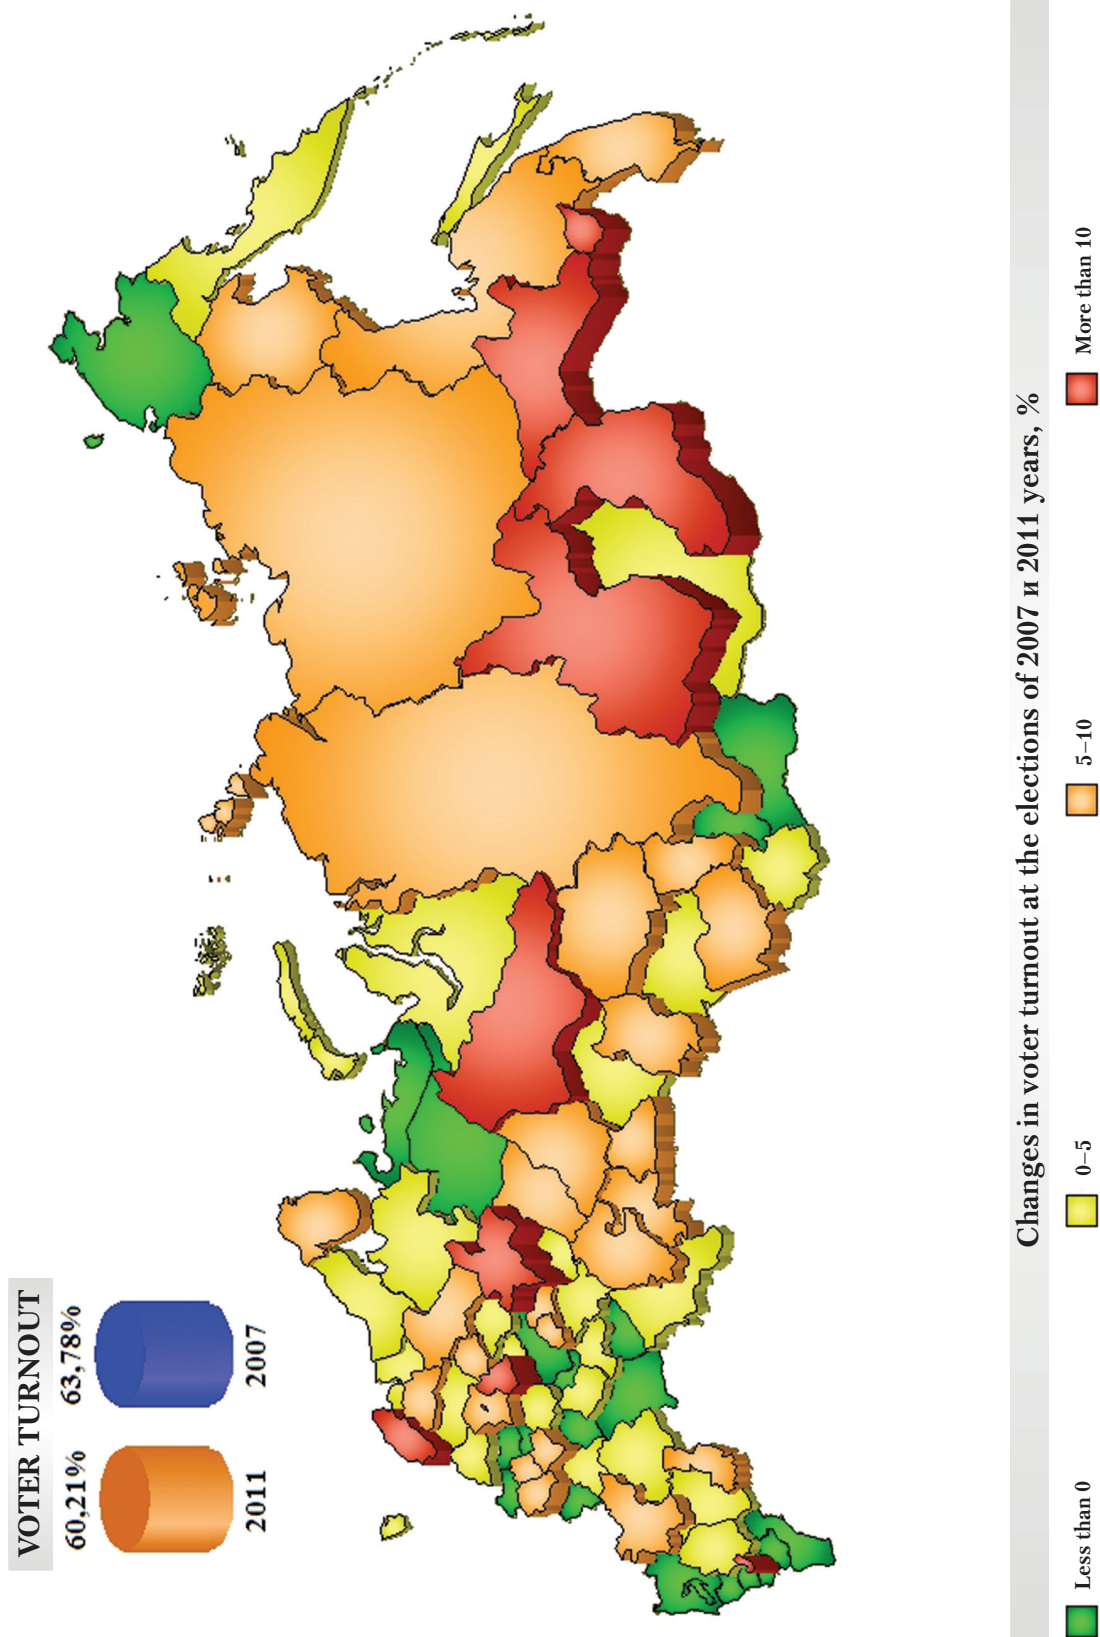 VOTER TURNOUT
60,21% 63,78%
2011 2007
Changes in voter turnout at the elections of 2007 и 2011 years, %
Less than 0
0–5
5–10
More than 10